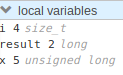 local variables
i 4 size_t
result 2 long
x 5 unsigned long